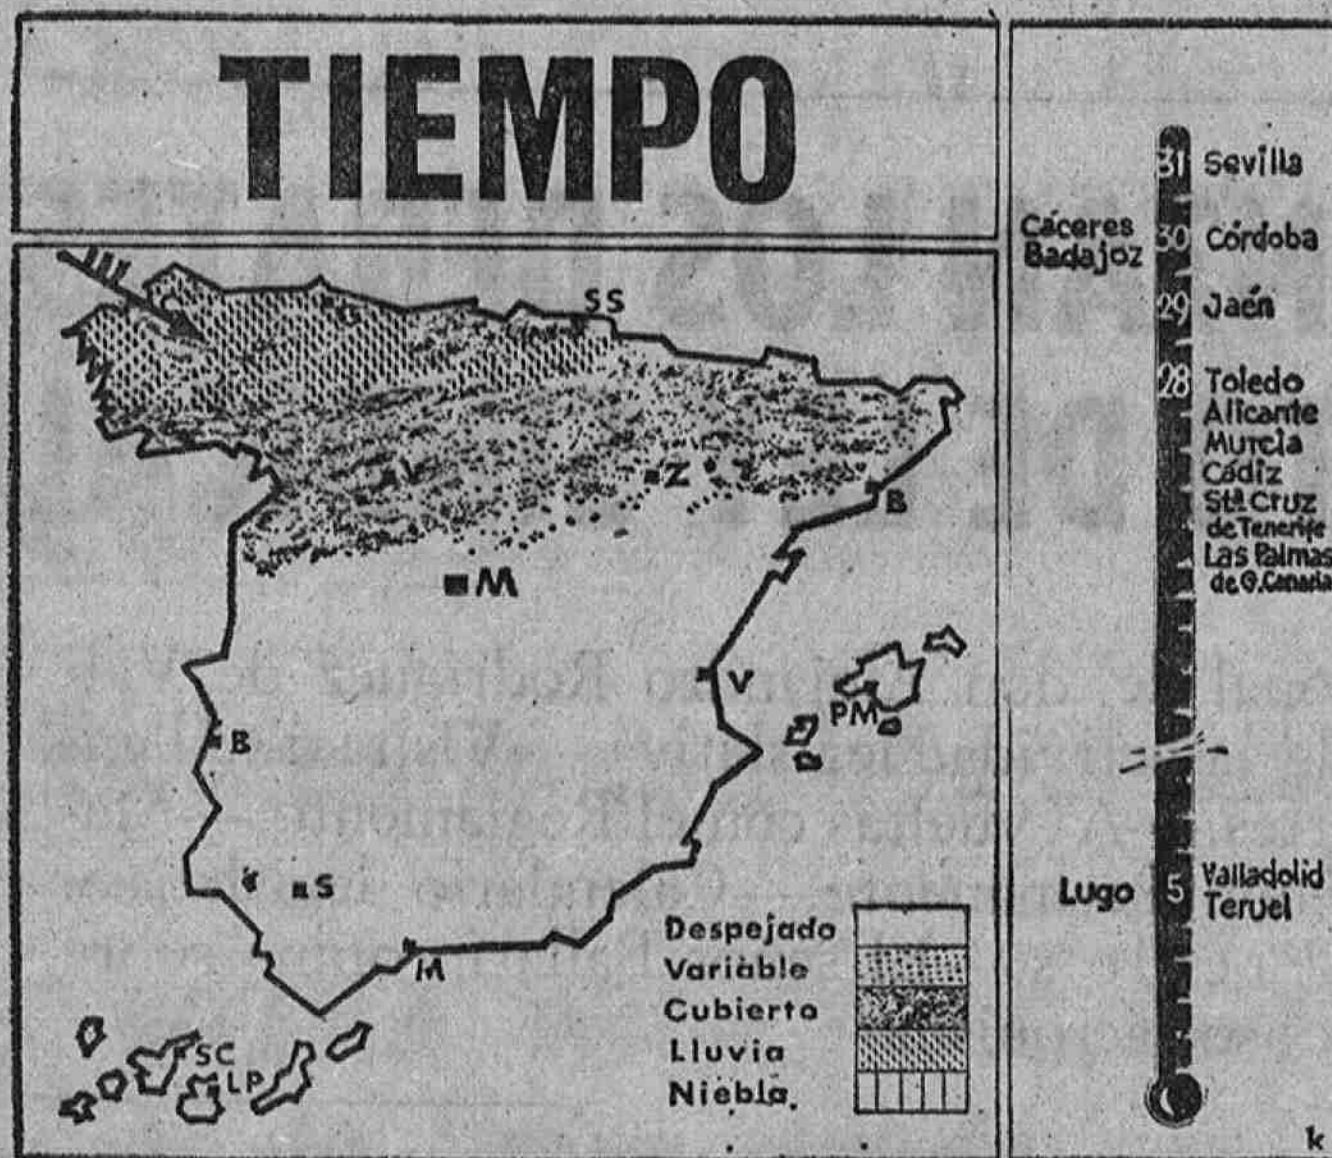 TIEMPO
SS
C
G
V
Z
B
M
V
PM
B
S
M
SC
LP
Despejado
Variable
Cubierto
Lluvia
Niebla.
31 Sevilla
Cáceres
Badajoz
30 Córdoba
29 Jaén
28 Toledo
Alicante
Murcia
Cádiz
Stª Cruz
de Tenerife
Las Palmas
de G. Canaria
Lugo 5 Valladolid
Teruel
k